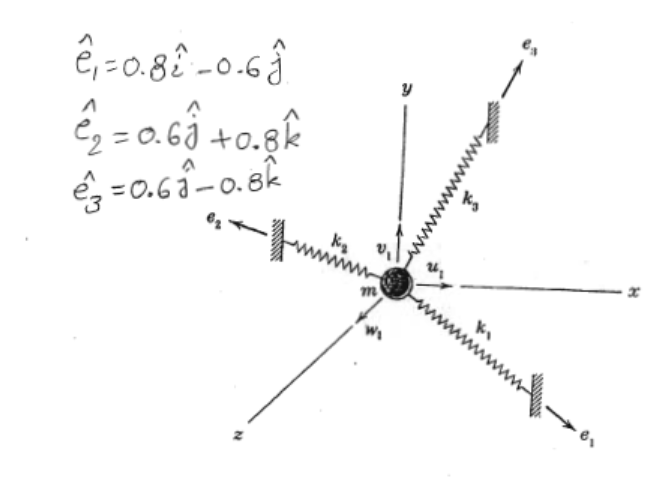 ê₁=0.8î-0.6ĵ
ê₂=0.6ĵ+0.8k̂
ê₃=0.6ĵ-0.8k̂
e₃
y
k₃
e₂
k₂
v₁
u₁
m
x
w₁
k₁
z
e₁